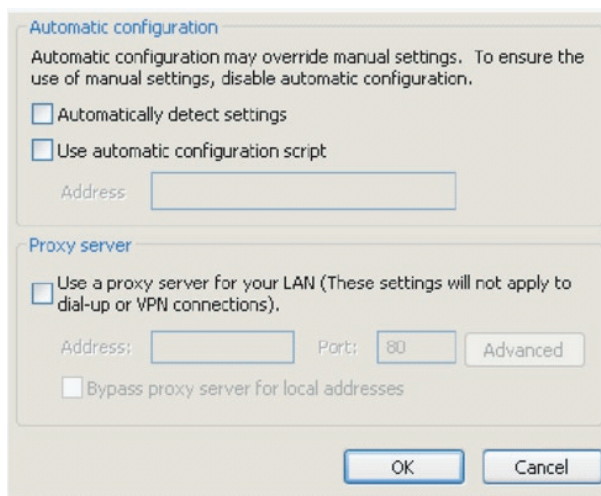 Automatic configuration
Automatic configuration may override manual settings. To ensure the
use of manual settings, disable automatic configuration.
Automatically detect settings
Use automatic configuration script
Address
Proxy server
Use a proxy server for your LAN (These settings will not apply to
dial-up or VPN connections).
Address: Port: 80 Advanced
Bypass proxy server for local addresses
OK Cancel